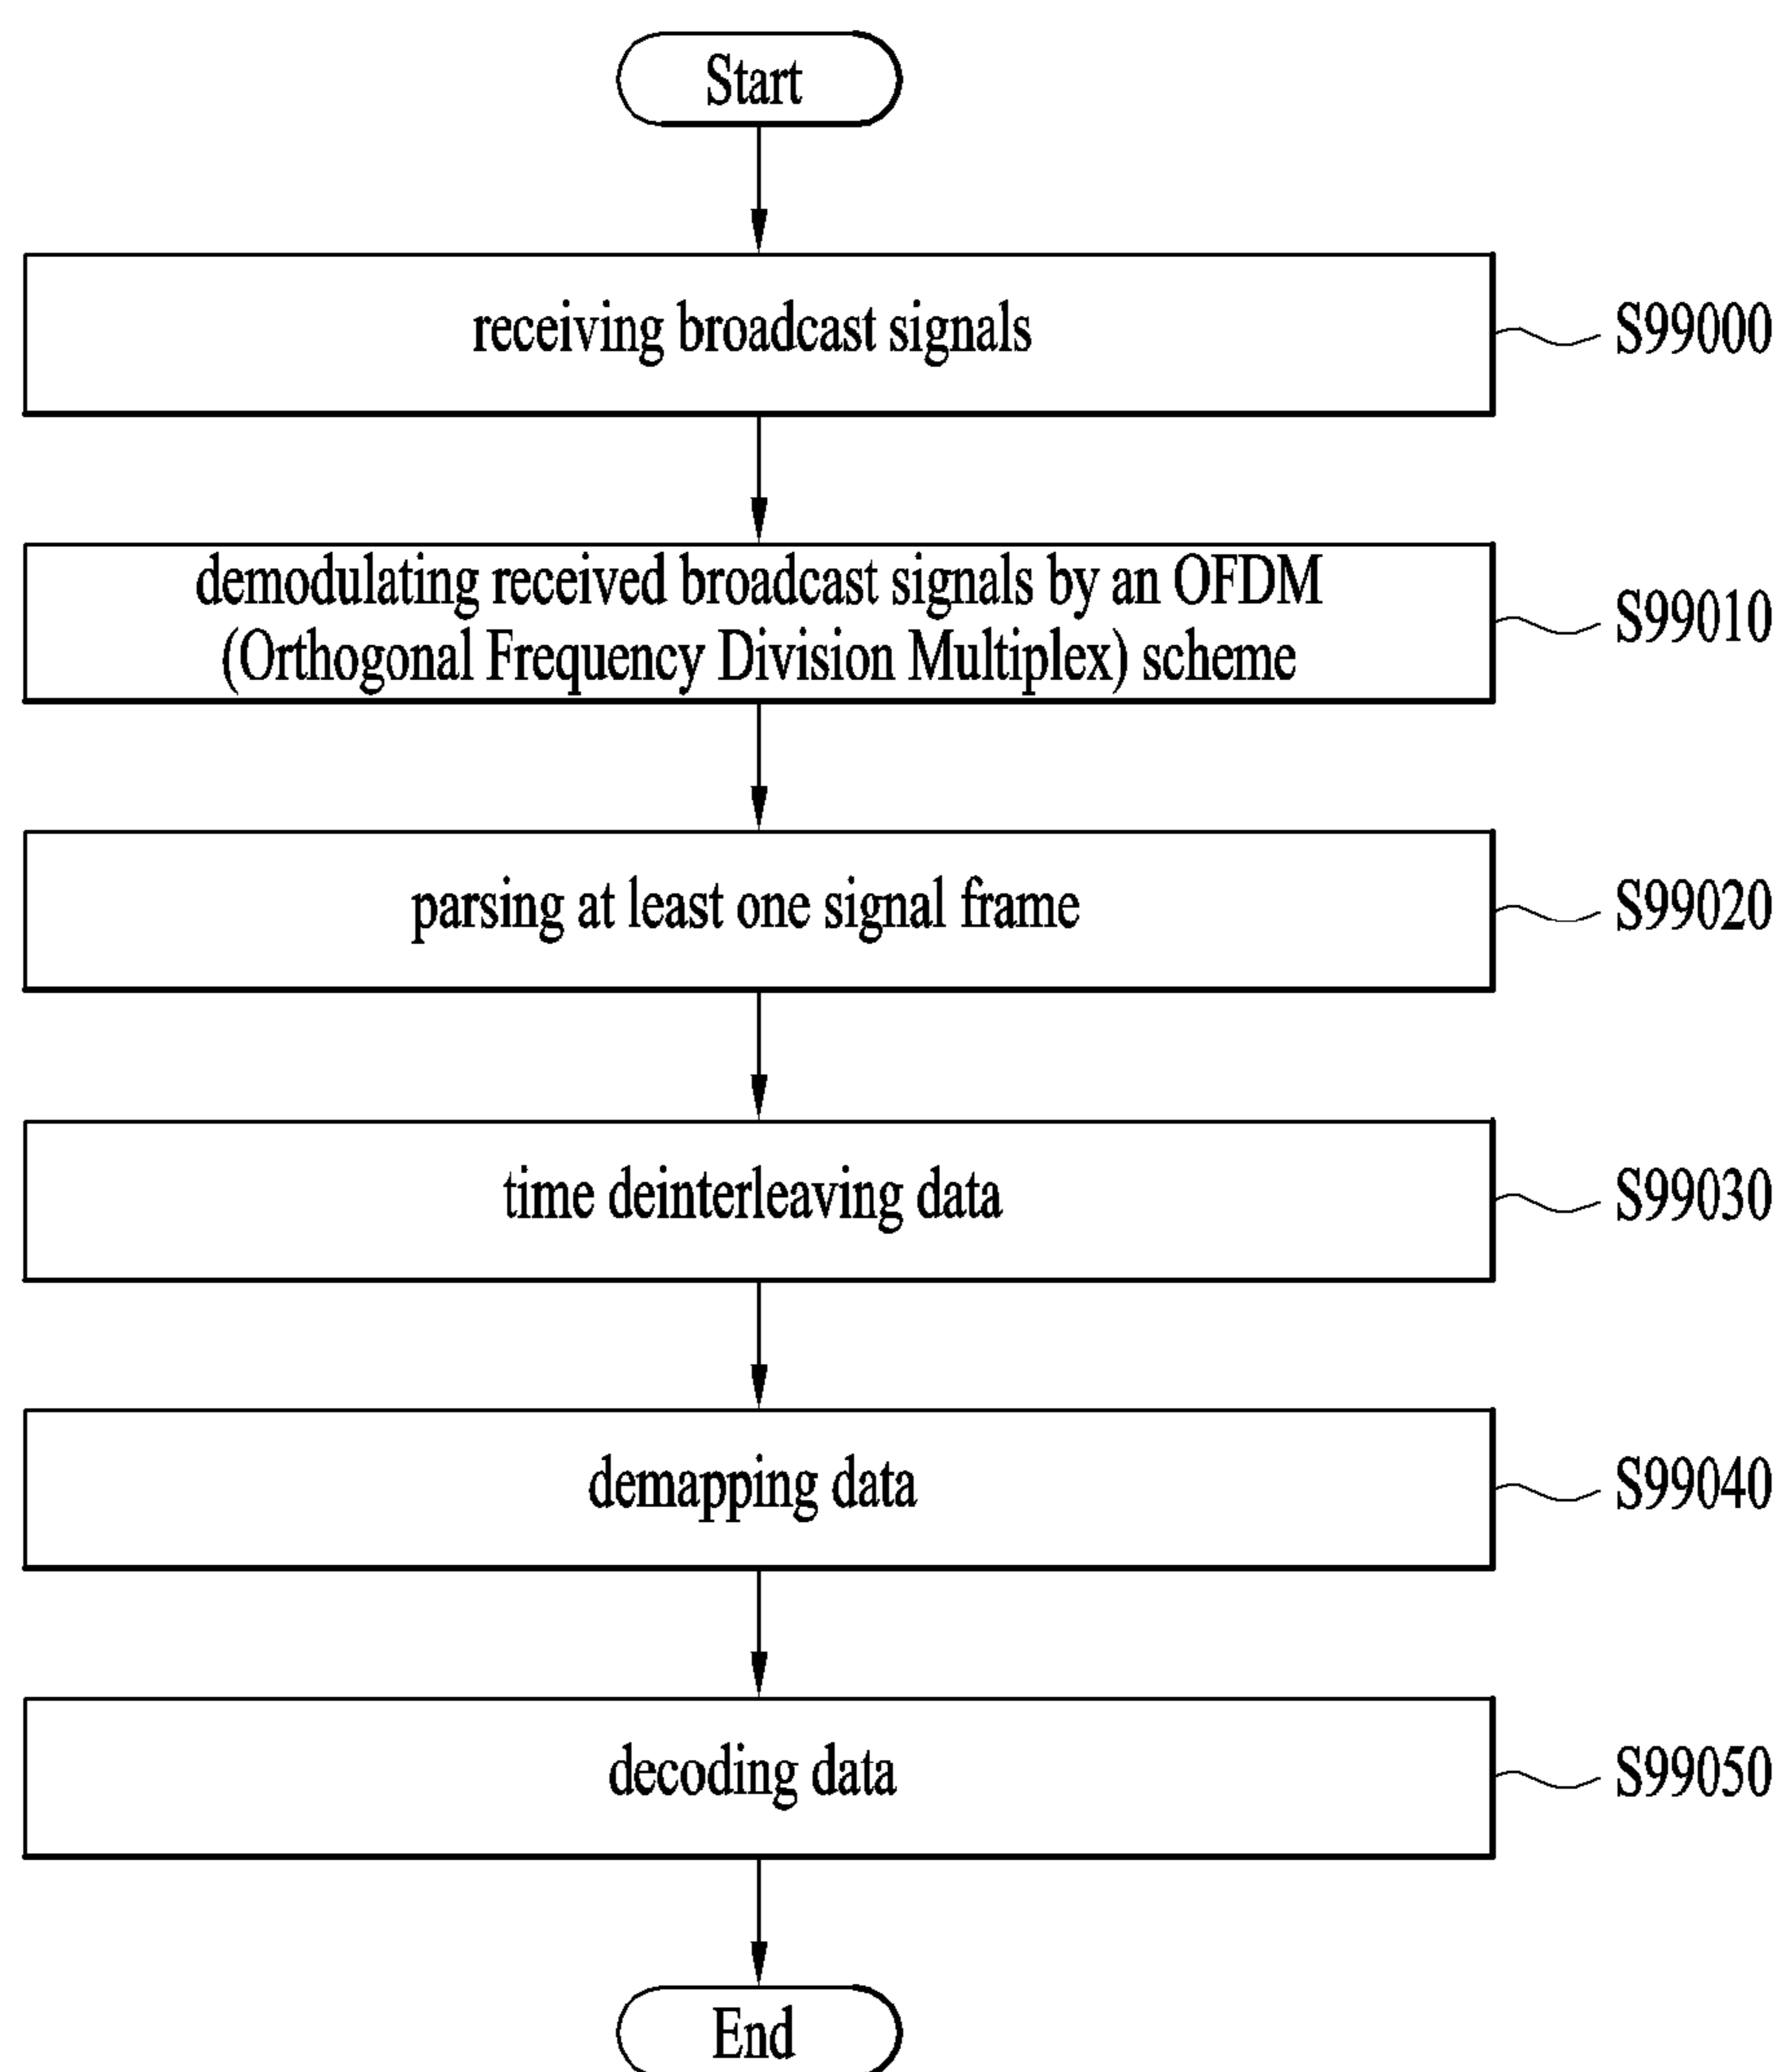 Start
receiving broadcast signals
S99000
demodulating received broadcast signals by an OFDM
(Orthogonal Frequency Division Multiplex) scheme
S99010
parsing at least one signal frame
S99020
time deinterleaving data
S99030
demapping data
S99040
decoding data
S99050
End